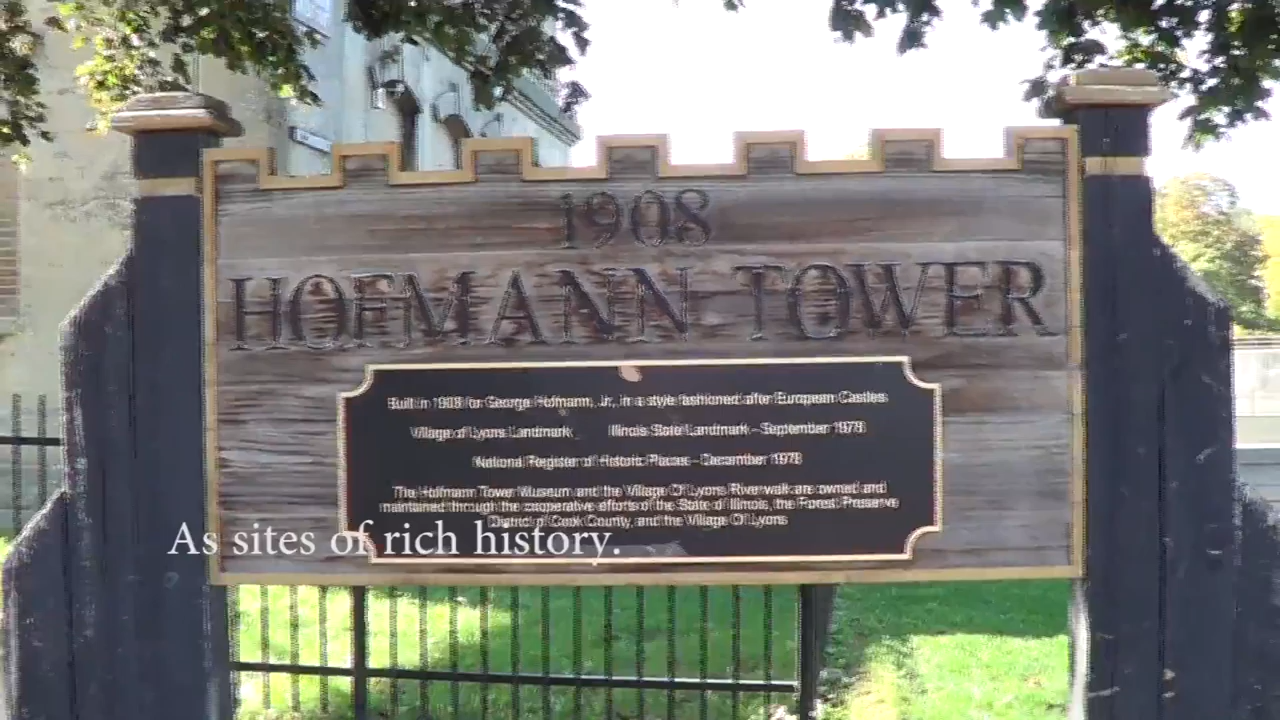 1908
HOFMANN TOWER
Built in 1908 for George Hofmann, Jr., in a style fashioned after European Castles
Village of Lyons Landmark Illinois State Landmark - September 1978
National Register of Historic Places - December 1978
The Hofmann Tower Museum and the Village Of Lyons Riverwalk are owned and
maintained through the cooperative efforts of the State of Illinois, the Forest Preserve
District of Cook County, and the Village Of Lyons
As sites of rich history.